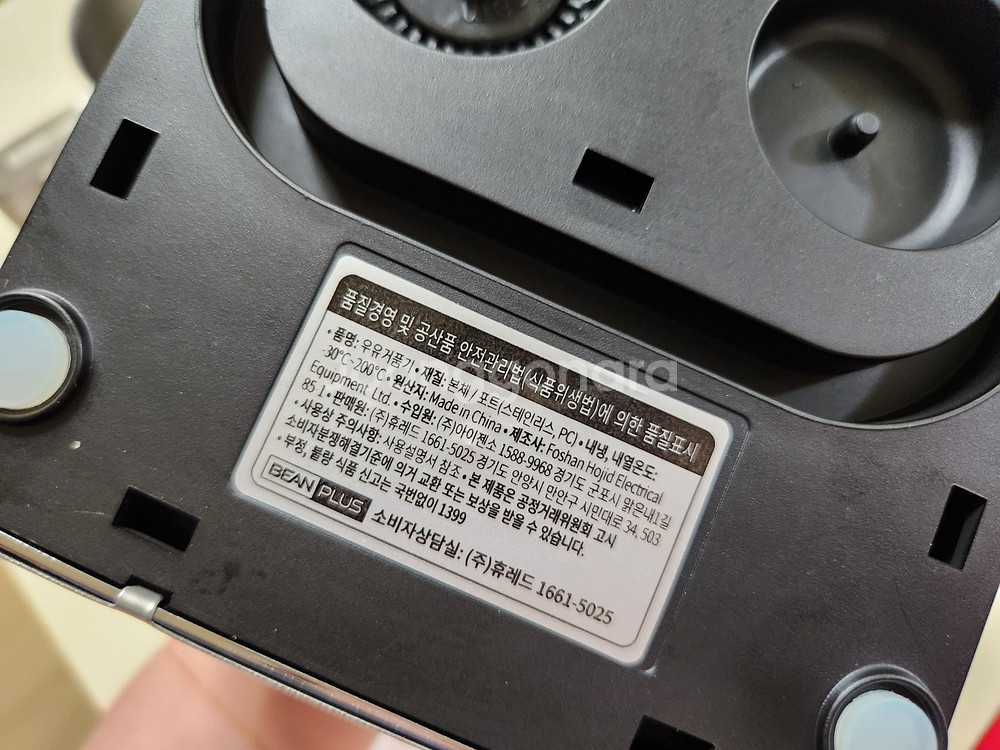 품질경영 및 공산품 안전관리법(식품위생법)에 의한 품질표시
• 품명: 우유거품기 • 재질: 본체 / 포트(스테인리스, PC) • 내냉, 내열온도:
-30℃-200℃ • 원산지: Made in China • 제조사: Foshan Hojid Electrical
Equipment Ltd. • 수입원: (주)아이젠소 1588-9968 경기도 군포시 맑은내1길
85 1 • 판매원: (주)휴레드 1661-5025 경기도 안양시 만안구 시민대로 34, 503
• 사용상 주의사항: 사용설명서 참조 • 본 제품은 공정거래위원회 고시
소비자분쟁해결기준에 의거 교환 또는 보상을 받을 수 있습니다.
• 부정, 불량 식품 신고는 국번없이 1399
BEAN PLUS 소비자상담실: (주)휴레드 1661-5025